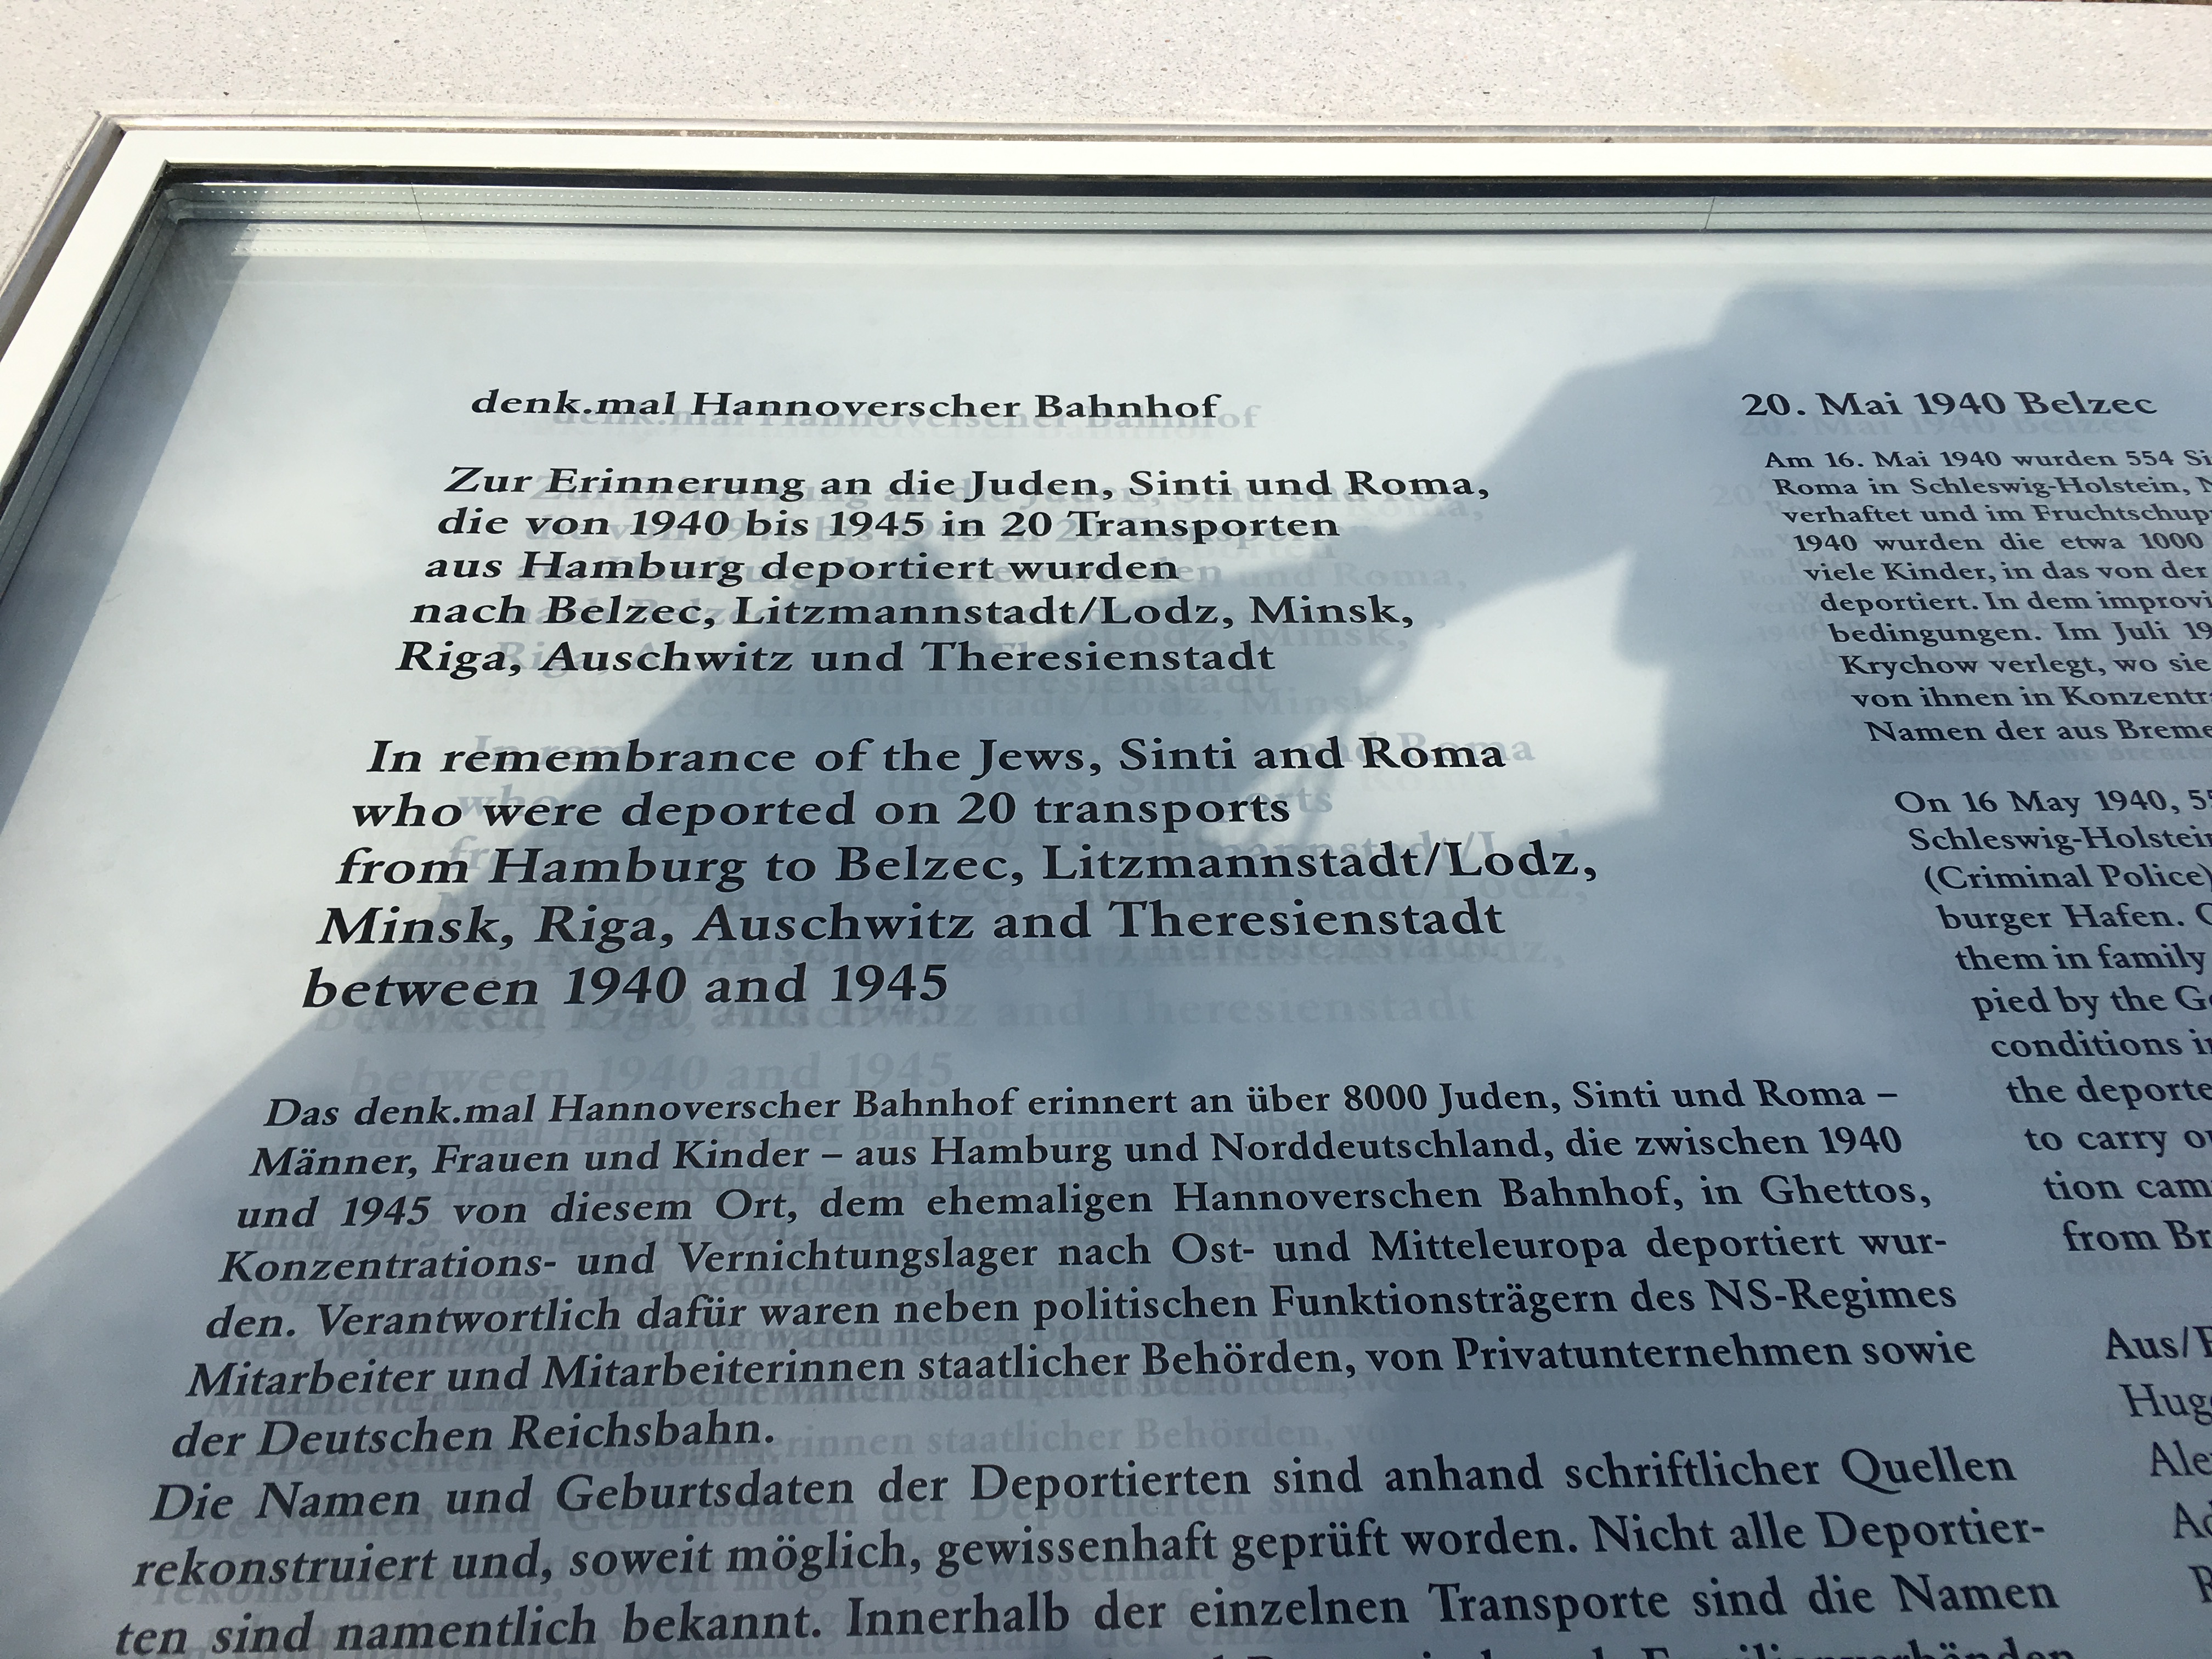 denk.mal Hannoverscher Bahnhof
Zur Erinnerung an die Juden, Sinti und Roma,
die von 1940 bis 1945 in 20 Transporten
aus Hamburg deportiert wurden
nach Belzec, Litzmannstadt/Lodz, Minsk,
Riga, Auschwitz und Theresienstadt
In remembrance of the Jews, Sinti and Roma
who were deported on 20 transports
from Hamburg to Belzec, Litzmannstadt/Lodz,
Minsk, Riga, Auschwitz and Theresienstadt
between 1940 and 1945
Das denk.mal Hannoverscher Bahnhof erinnert an über 8000 Juden, Sinti und Roma –
Männer, Frauen und Kinder – aus Hamburg und Norddeutschland, die zwischen 1940
und 1945 von diesem Ort, dem ehemaligen Hannoverschen Bahnhof, in Ghettos,
Konzentrations- und Vernichtungslager nach Ost- und Mitteleuropa deportiert wur-
den. Verantwortlich dafür waren neben politischen Funktionsträgern des NS-Regimes
Mitarbeiter und Mitarbeiterinnen staatlicher Behörden, von Privatunternehmen sowie
der Deutschen Reichsbahn.
Die Namen und Geburtsdaten der Deportierten sind anhand schriftlicher Quellen
rekonstruiert und, soweit möglich, gewissenhaft geprüft worden. Nicht alle Deportier-
ten sind namentlich bekannt. Innerhalb der einzelnen Transporte sind die Namen
20. Mai 1940 Belzec
Am 16. Mai 1940 wurden 554
Roma in Schleswig-Holstein,
verhaftet und im
1940 wurden die etwa 1000
viele Kinder, in das von der
deportiert. In dem
bedingungen. Im Juli
Krychow verlegt, wo sie
von ihnen in
Namen der aus
On 16 May 1940,
(Criminal Police)
burger Hafen.
them in family
pied by the
conditions
the
to carry
tion
from